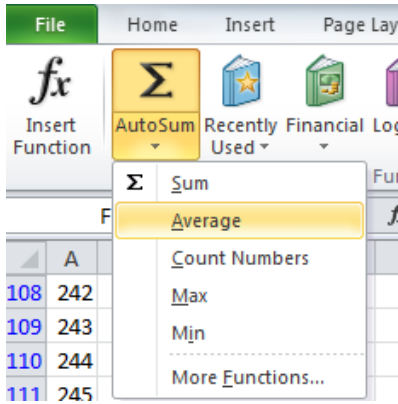 File Home Insert Page Lay
fx Σ
Insert AutoSum Recently Financial Log
Function Used
Σ Sum
Fu
F Average
Count Numbers
A
108 242 Max
109 243 Min
110 244
More Functions...
111 245